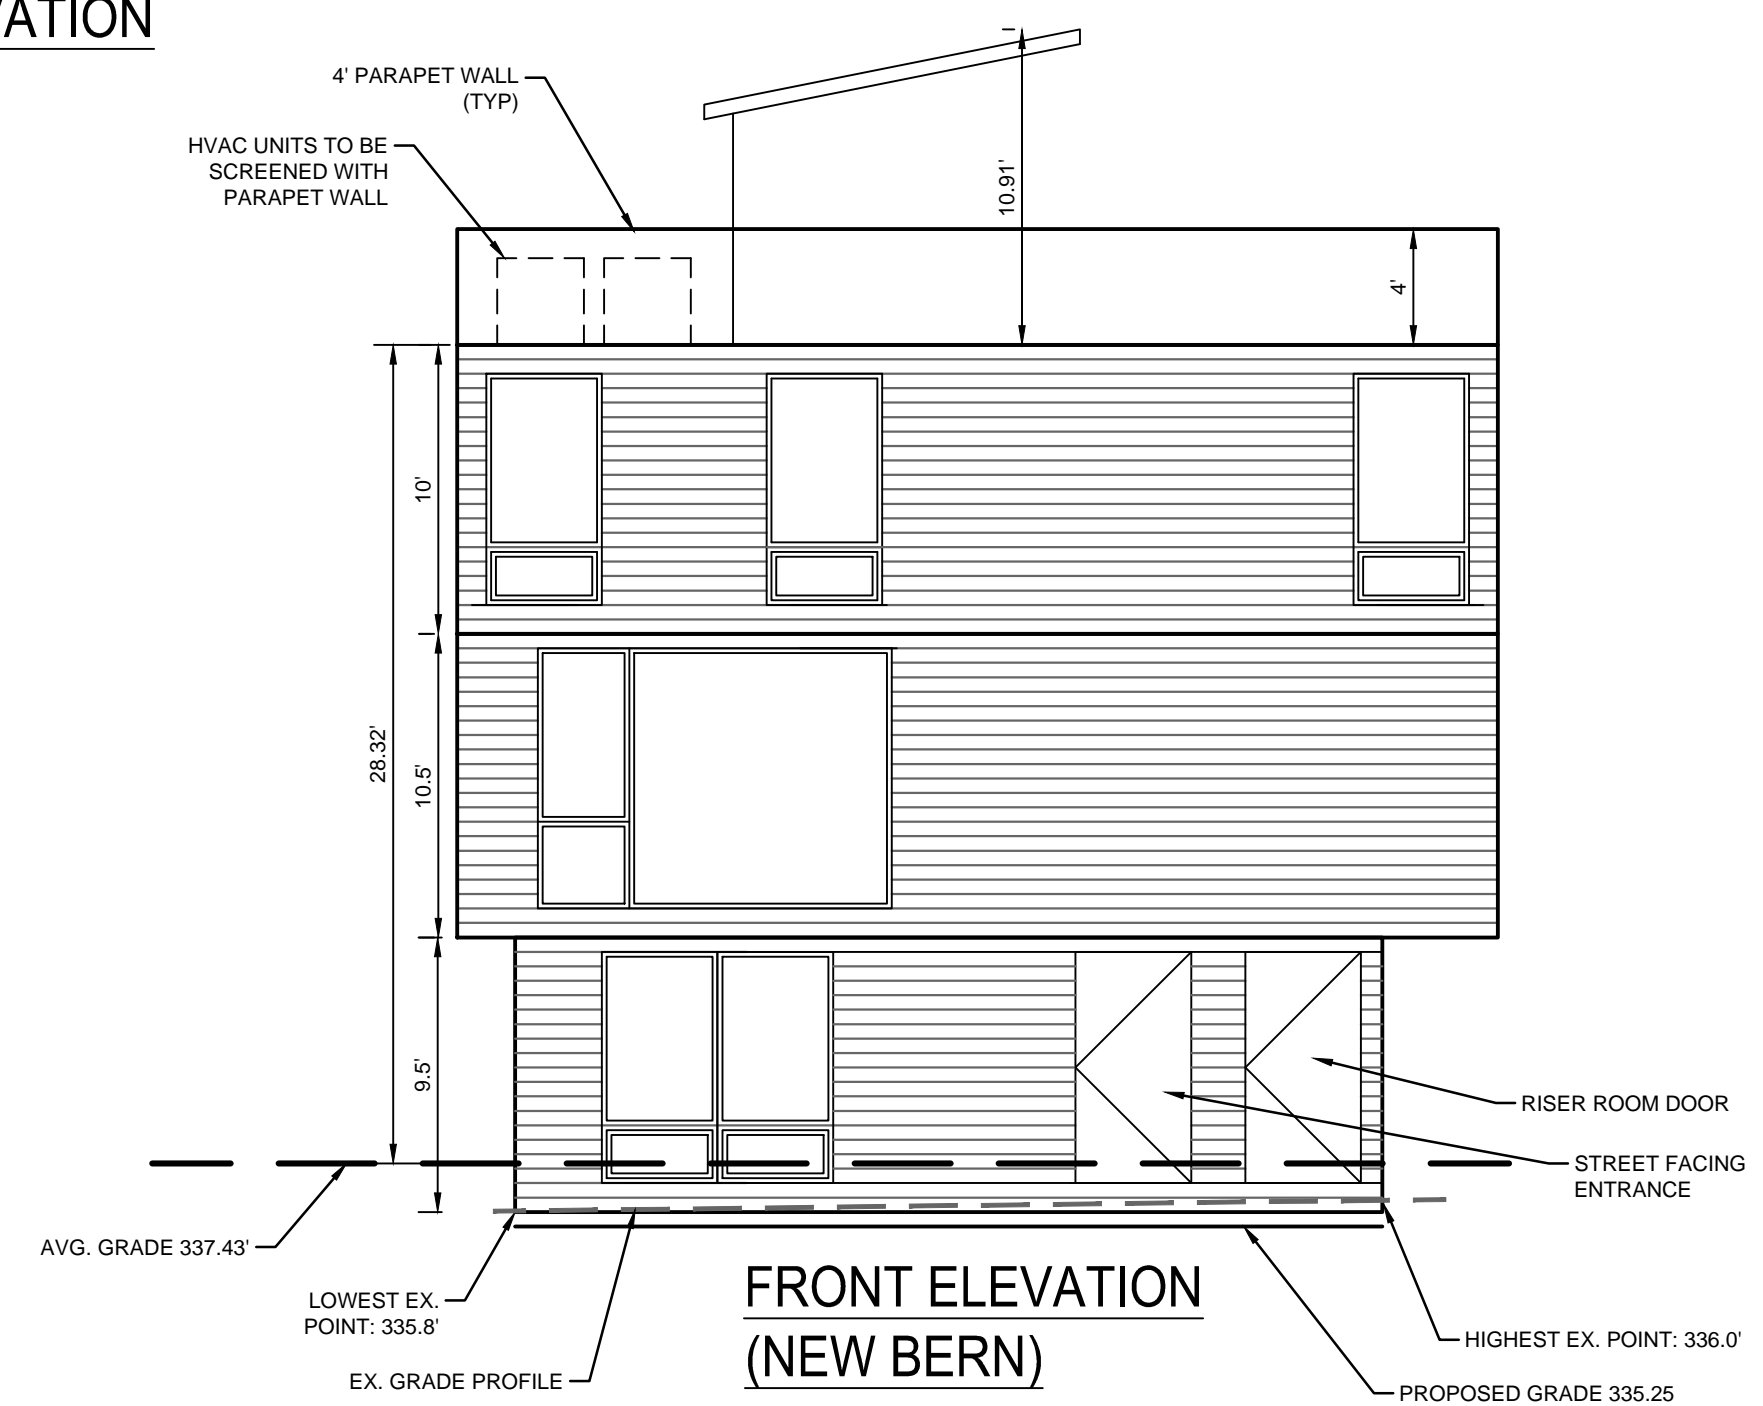 VATION
4' PARAPET WALL
(TYP)
HVAC UNITS TO BE
SCREENED WITH
PARAPET WALL
10.91'
4'
10'
28.32'
10.5'
9.5'
RISER ROOM DOOR
STREET FACING
ENTRANCE
AVG. GRADE 337.43'
LOWEST EX.
POINT: 335.8'
EX. GRADE PROFILE
FRONT ELEVATION
(NEW BERN)
HIGHEST EX. POINT: 336.0'
PROPOSED GRADE 335.25